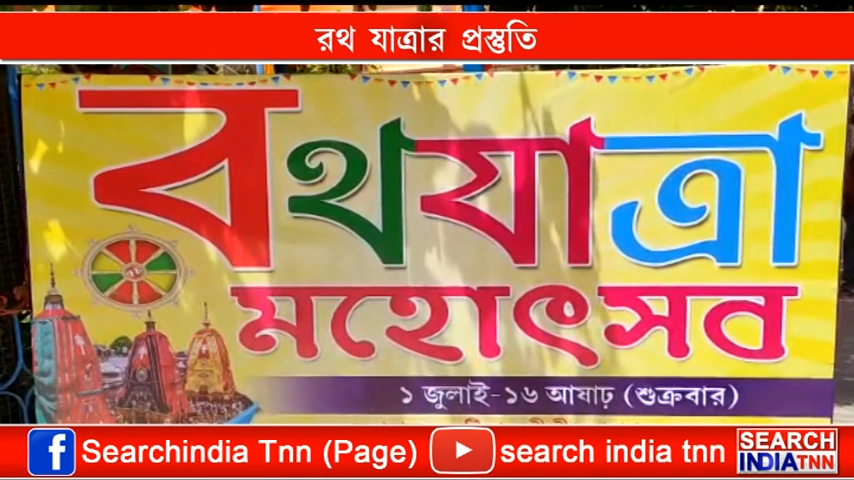 রথ যাত্রার প্রস্তুতি
রথযাত্রা
মহোৎসব
১ জুলাই-১৬ আষাঢ় (শুক্রবার)
Searchindia Tnn (Page) search india tnn
SEARCH
INDIATNN